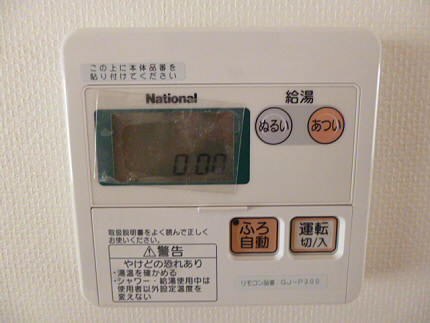 この上に本体品番を
貼り付けてください
National
給湯
ぬるい
あつい
取扱説明書をよく読んで正しく
お使いください。
ふろ
自動
運転
切/入
⚠警告
やけどの恐れあり
・湯温を確かめる
・シャワー・給湯使用中は
使用者以外設定温度を
変えない
リモコン品番 GJ-P300